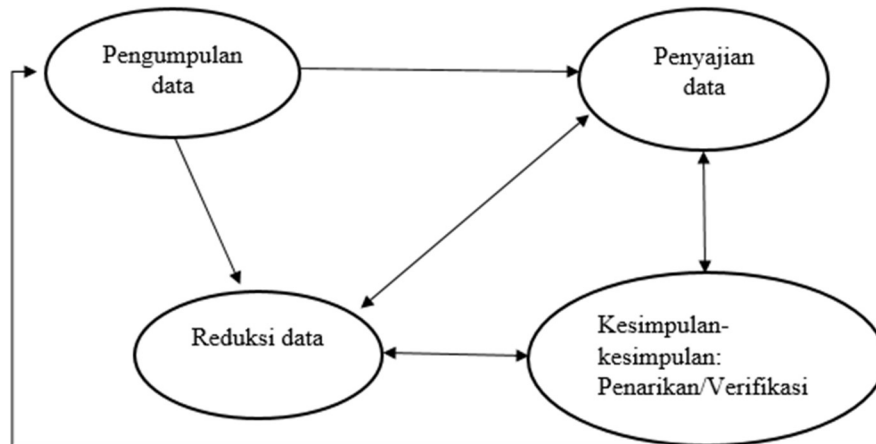 Pengumpulan
data
Penyajian
data
Reduksi data
Kesimpulan-
kesimpulan:
Penarikan/Verifikasi